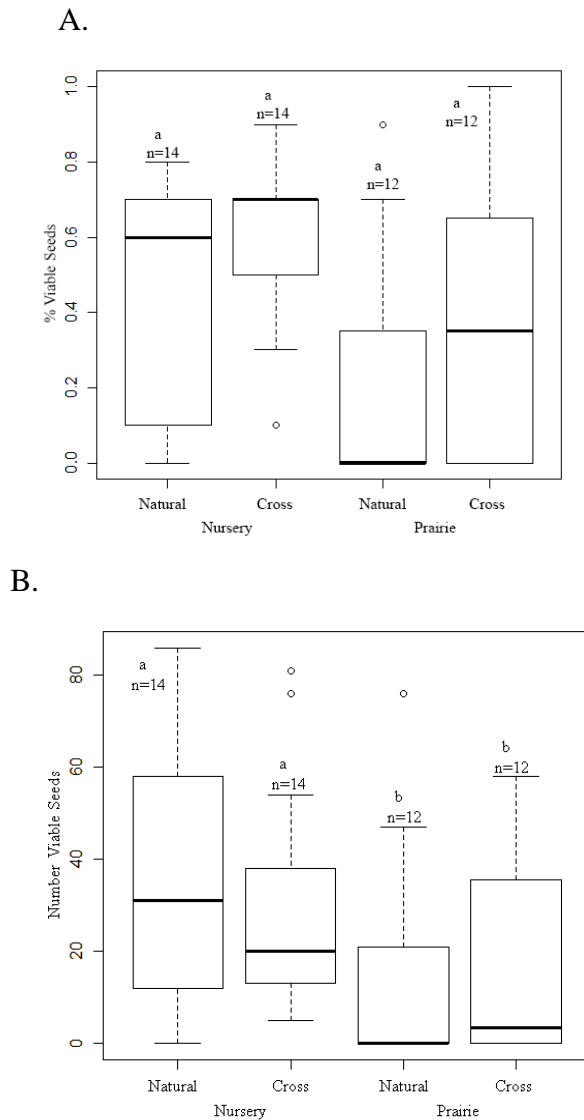 A.
% Viable Seeds
1.0
0.8
0.6
0.4
0.2
0.0
a
n=14
a
n=14
a
n=12
a
n=12
Natural Cross Natural Cross
Nursery Prairie
B.
Number Viable Seeds
80
60
40
20
0
a
n=14
a
n=14
b
n=12
b
n=12
Natural Cross Natural Cross
Nursery Prairie